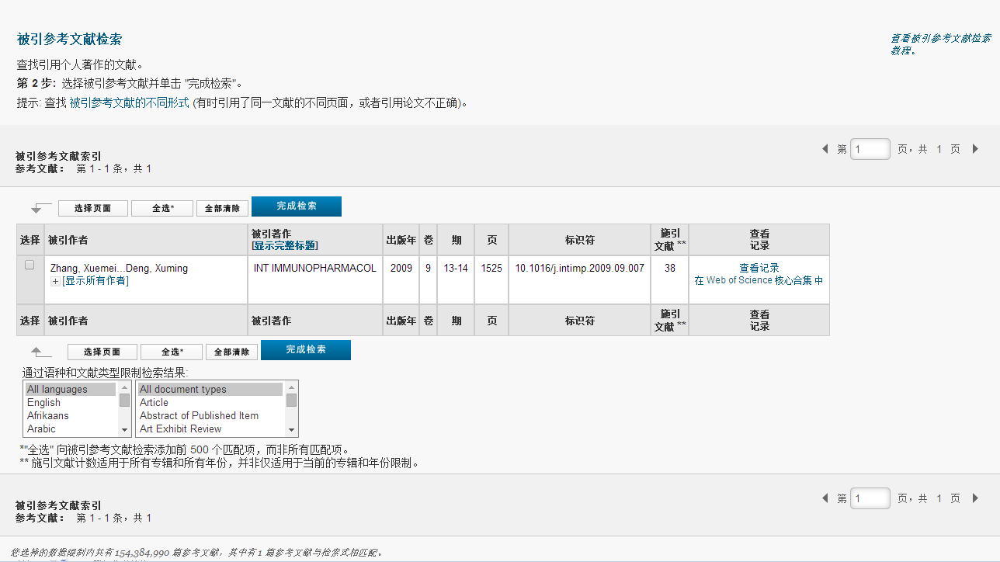 被引参考文献检索
查看被引参考文献检索
教程。
查找引用个人著作的文献。
第 2 步: 选择被引参考文献并单击 "完成检索"。
提示: 查找 被引参考文献的不同形式 (有时引用了同一文献的不同页面，或者引用论文不正确)。
第 1 页，共 1 页
被引参考文献索引
参考文献： 第 1 - 1 条，共 1
选择页面 全选* 全部清除 完成检索
选择 被引作者 被引著作 [显示完整标题] 出版年 卷 期 页 标识符 施引文献 ** 查看记录
Zhang, Xuemei...Deng, Xuming INT IMMUNOPHARMACOL 2009 9 13-14 1525 10.1016/j.intimp.2009.09.007 38 查看记录
[显示所有作者] 在 Web of Science 核心合集 中
选择 被引作者 被引著作 出版年 卷 期 页 标识符 施引文献 ** 查看记录
选择页面 全选* 全部清除 完成检索
通过语种和文献类型限制检索结果:
All languages All document types
English Article
Afrikaans Abstract of Published Item
Arabic Art Exhibit Review
*"全选" 向被引参考文献检索添加前 500 个匹配项，而非所有匹配项。
** 施引文献计数适用于所有专辑和所有年份，并非仅适用于当前的专辑和年份限制。
第 1 页，共 1 页
被引参考文献索引
参考文献： 第 1 - 1 条，共 1
您选择的数据限制内共有 154,384,990 篇参考文献，其中有 1 篇参考文献与检索式相匹配。